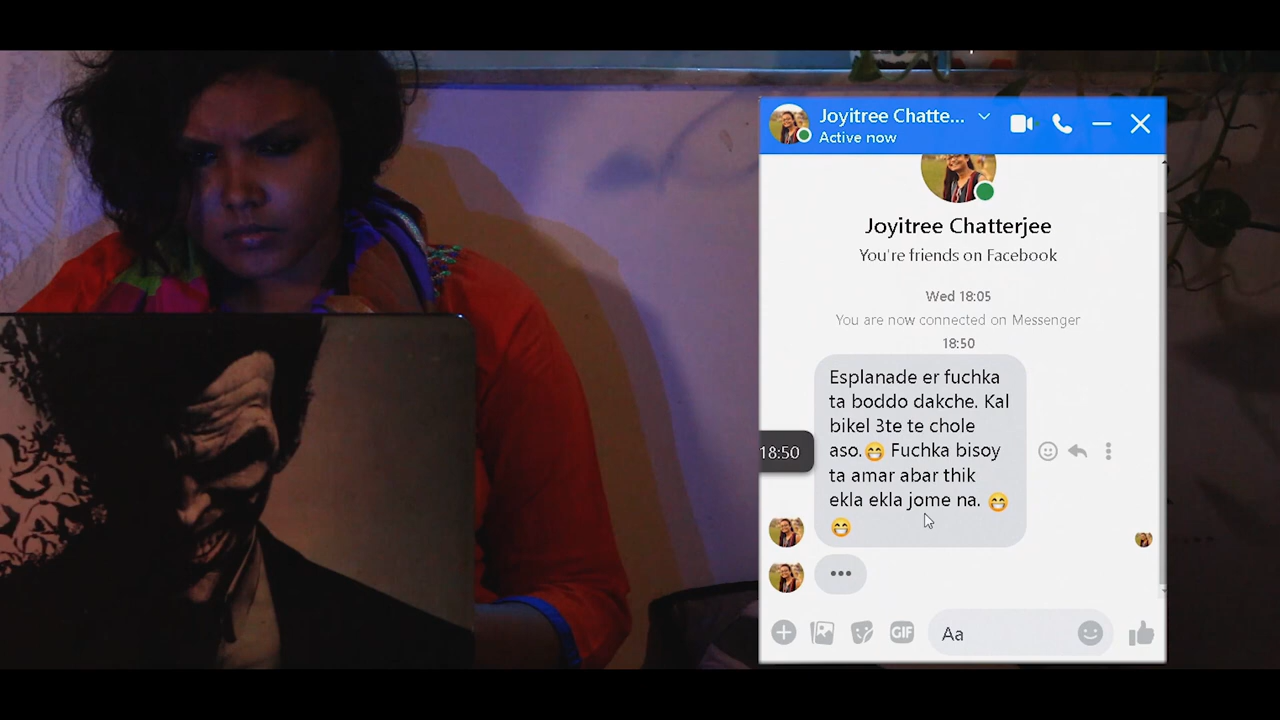 Joyitree Chatte...
Active now
Joyitree Chatterjee
You're friends on Facebook
Wed 18:05
You are now connected on Messenger
18:50
Esplanade er fuchka
ta boddo dakche. Kal
bikel 3te te chole
aso.😁 Fuchka bisoy
ta amar abar thik
ekla ekla jome na. 😁
😁
18:50
GIF
Aa